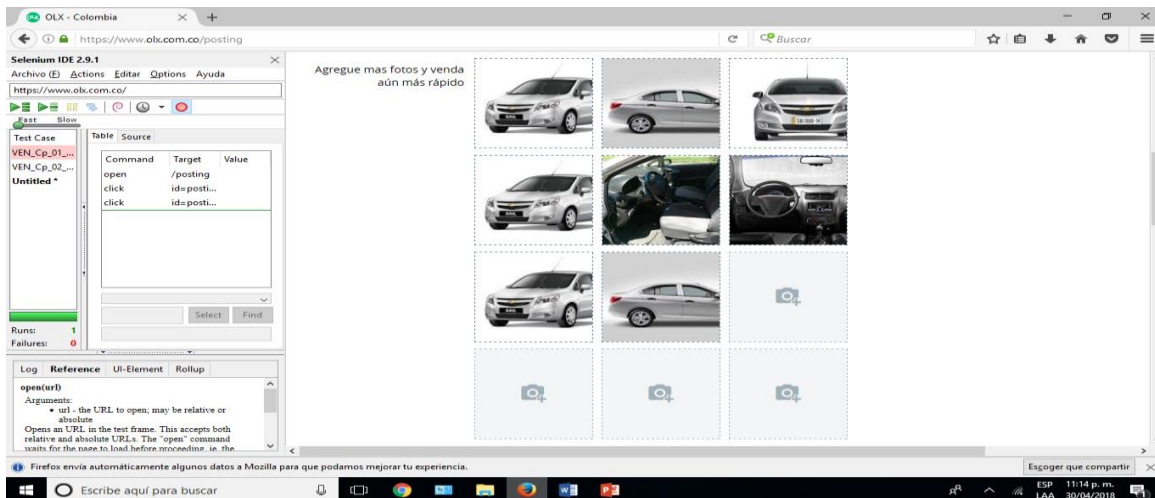 OLX - Colombia
https://www.olx.com.co/posting
Buscar
Selenium IDE 2.9.1
Archivo (F) Actions Editar Options Ayuda
https://www.olx.com.co/
Fast Slow
Test Case
VEN_Cp_01_...
VEN_Cp_02_...
Untitled *
Table Source
Command Target Value
open /posting
click id=posti...
click id=posti...
Select Find
Runs: 1
Failures: 0
Log Reference UI-Element Rollup
open(url)
Arguments:
url - the URL to open; may be relative or
absolute
Opens an URL in the test frame. This accepts both
relative and absolute URLs. The "open" command
waits for the page to load before proceeding, ie. the
Agregue mas fotos y venda
aún más rápido
Firefox envía automáticamente algunos datos a Mozilla para que podamos mejorar tu experiencia.
Escoger que compartir
Escribe aquí para buscar
ESP
LAA
11:14 p. m.
30/04/2018